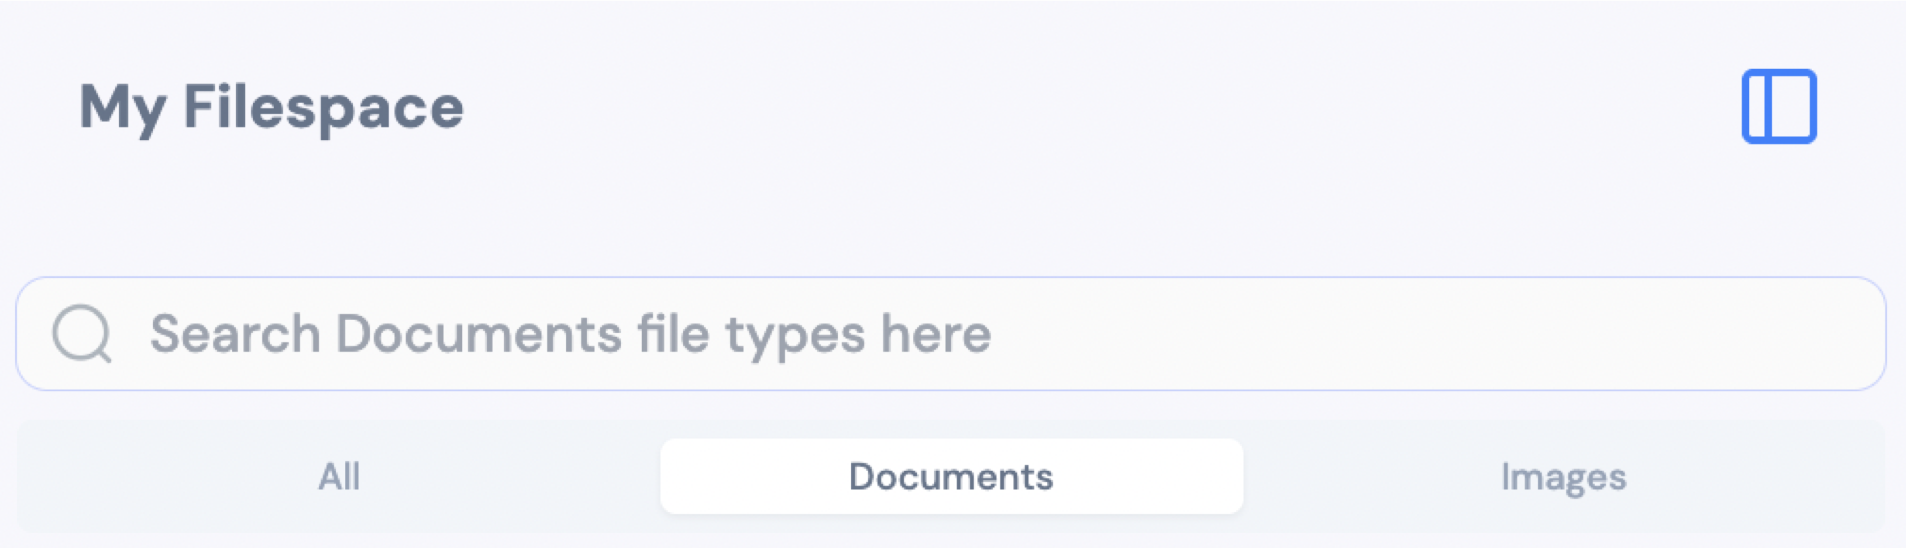 My Filespace
Search Documents file types here
All
Documents
Images